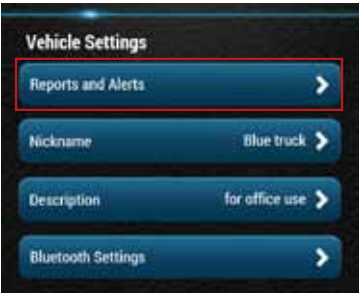 Vehicle Settings
Reports and Alerts
Nickname Blue truck
Description for office use
Bluetooth Settings